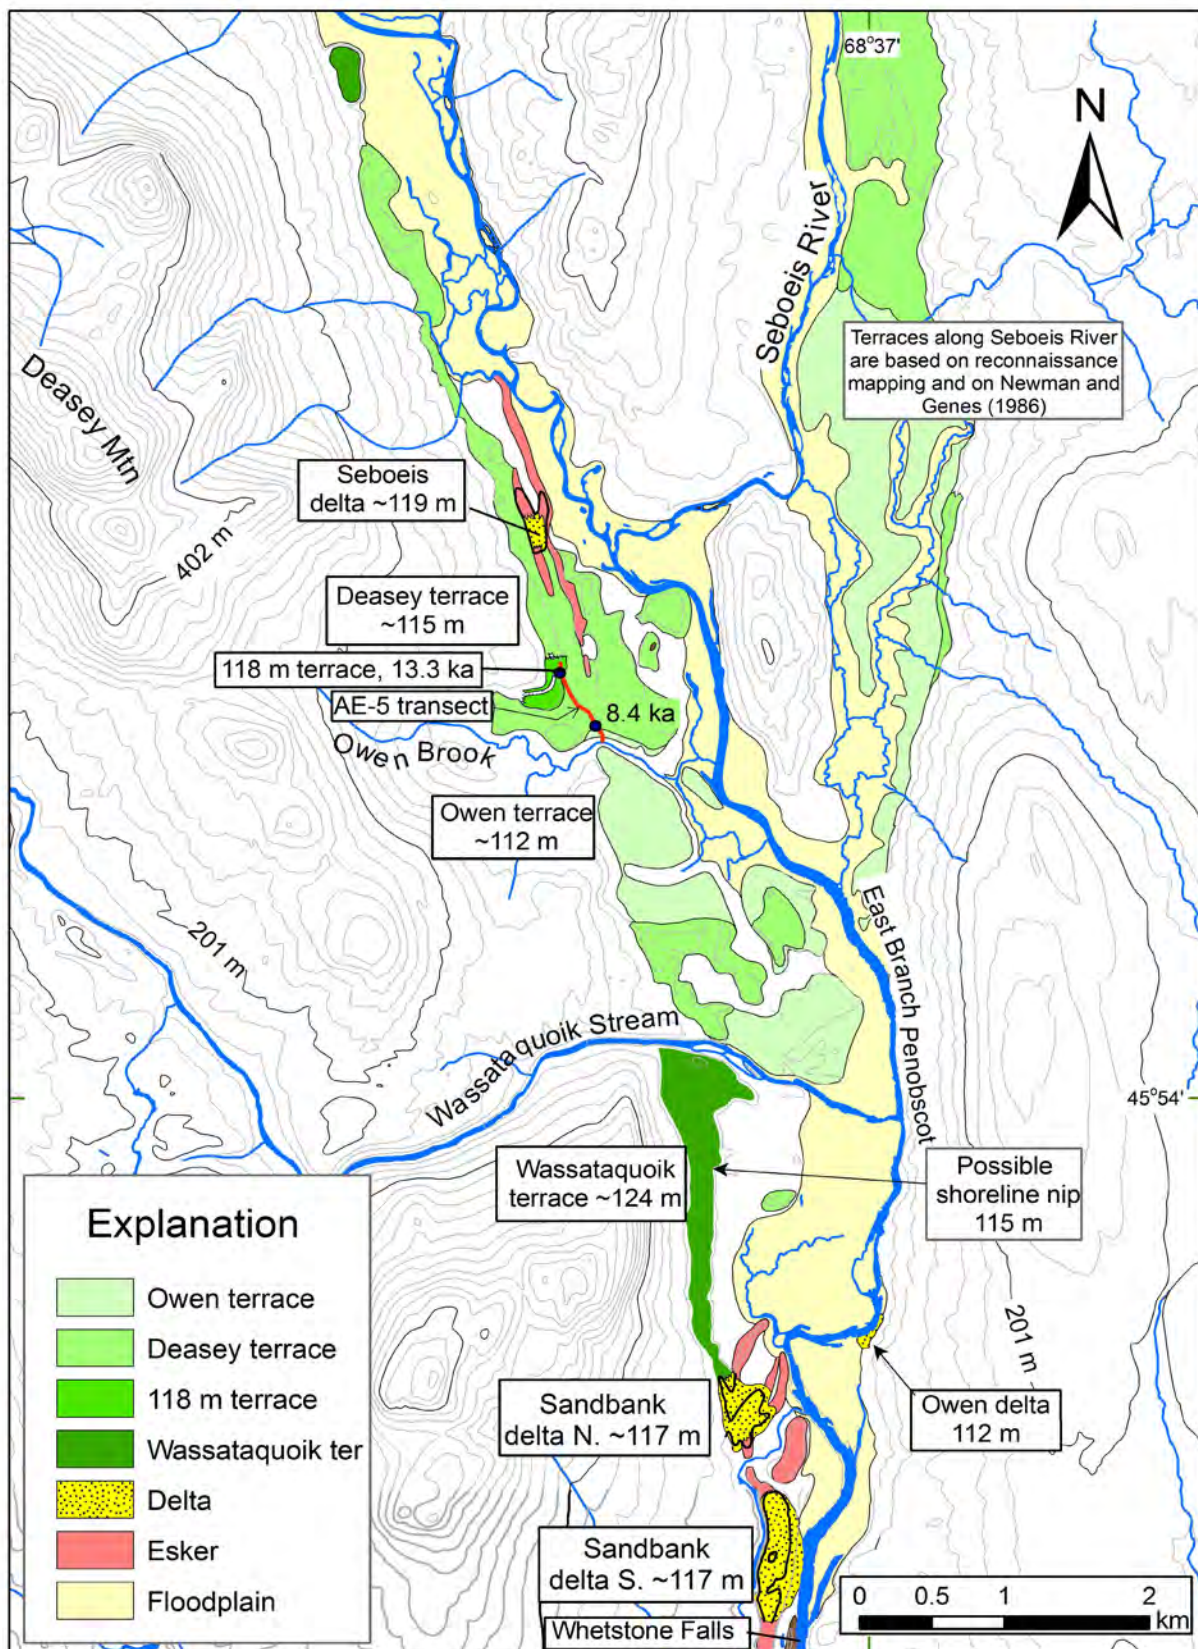 68°37'
N
Seboeis River
Terraces along Seboeis River
are based on reconnaissance
mapping and on Newman and
Genes (1986)
Deasy Mtn
Seboeis
delta ~119 m
402 m
Deasey terrace
~115 m
118 m terrace, 13.3 ka
AE-5 transect
8.4 ka
Owen Brook
Owen terrace
~112 m
201 m
East Branch Penobscot
Wassataquoik Stream
45°54'
Wassataquoik
terrace ~124 m
Possible
shoreline nip
115 m
Explanation
Owen terrace
Deasey terrace
118 m terrace
Wassataquoik ter
Delta
Esker
Floodplain
201 m
Sandbank
delta N. ~117 m
Owen delta
112 m
Sandbank
delta S. ~117 m
Whetstone Falls
0 0.5 1 2
km